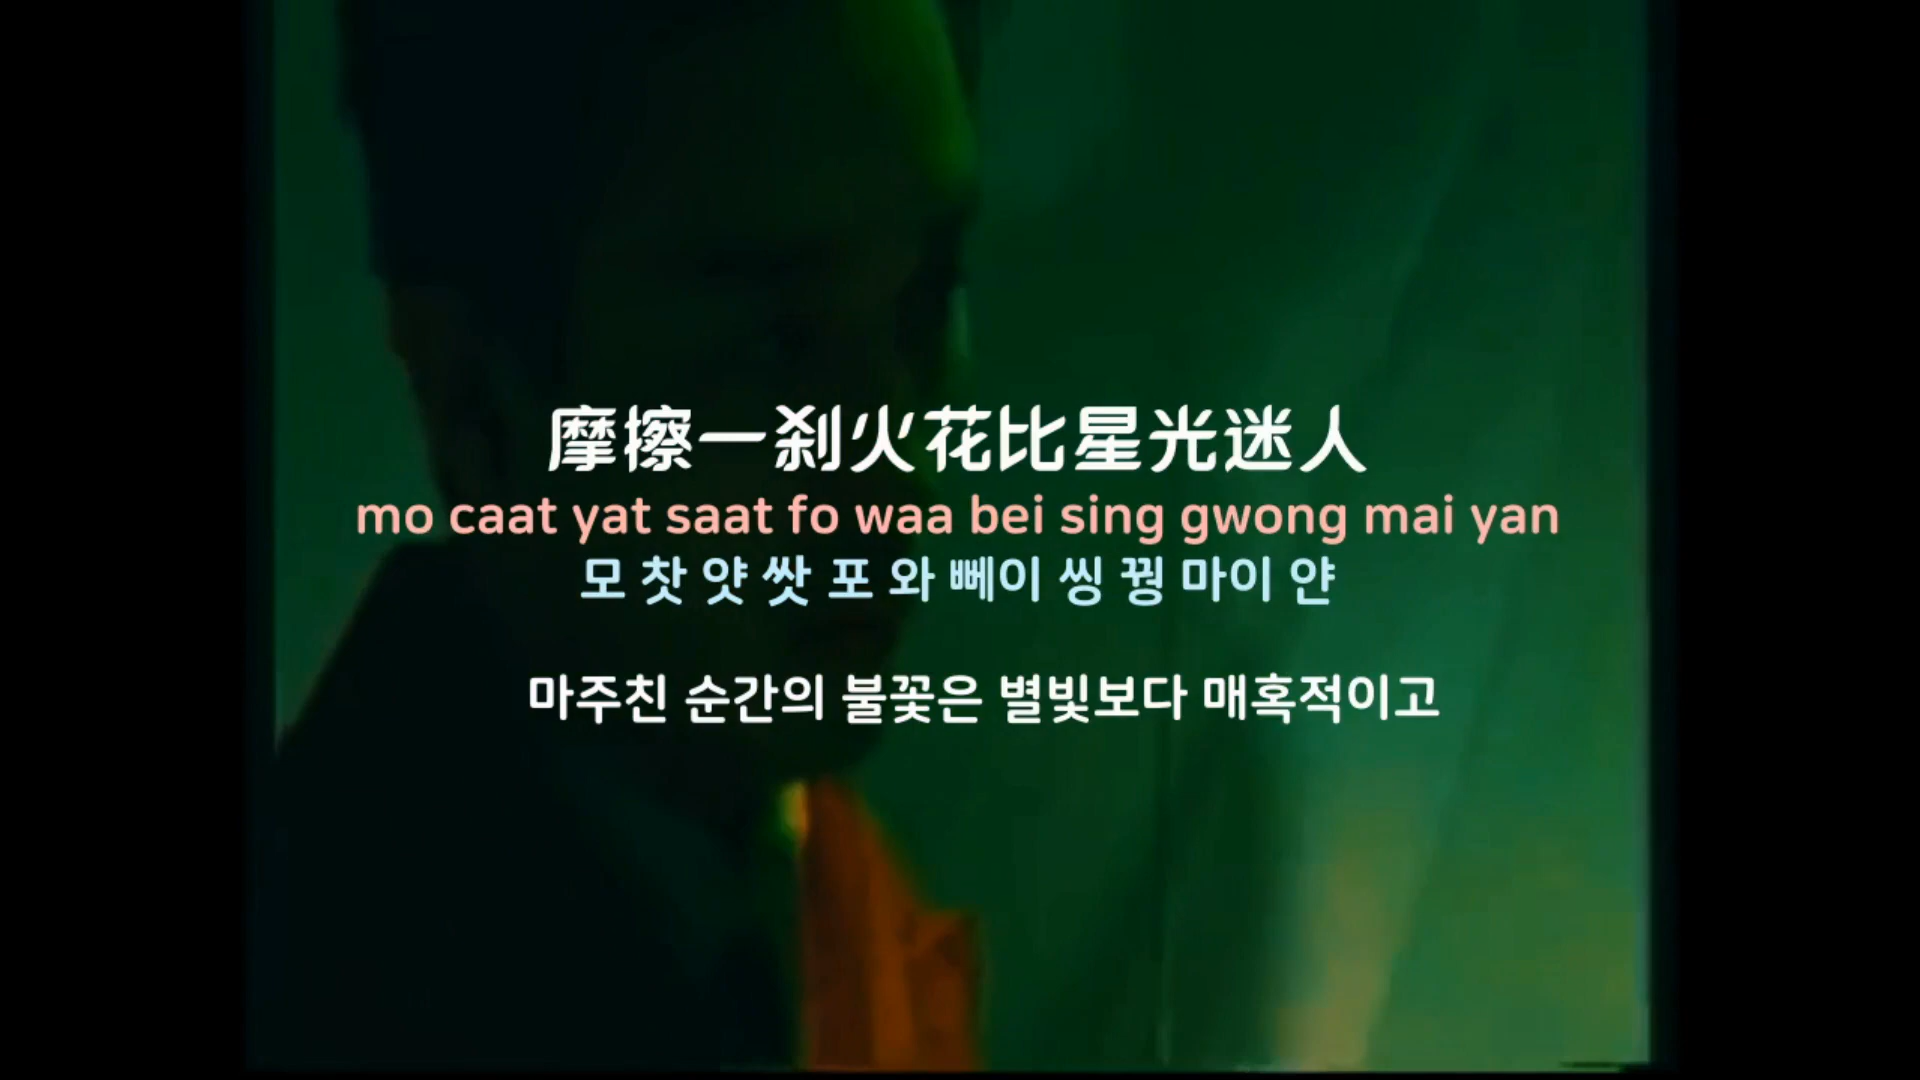 摩擦一刹火花比星光迷人
mo caat yat saat fo waa bei sing gwong mai yan
모 찻 얏 쌋 포 와 뻬이 씽 꿩 마이 얀
마주친 순간의 불꽃은 별빛보다 매혹적이고